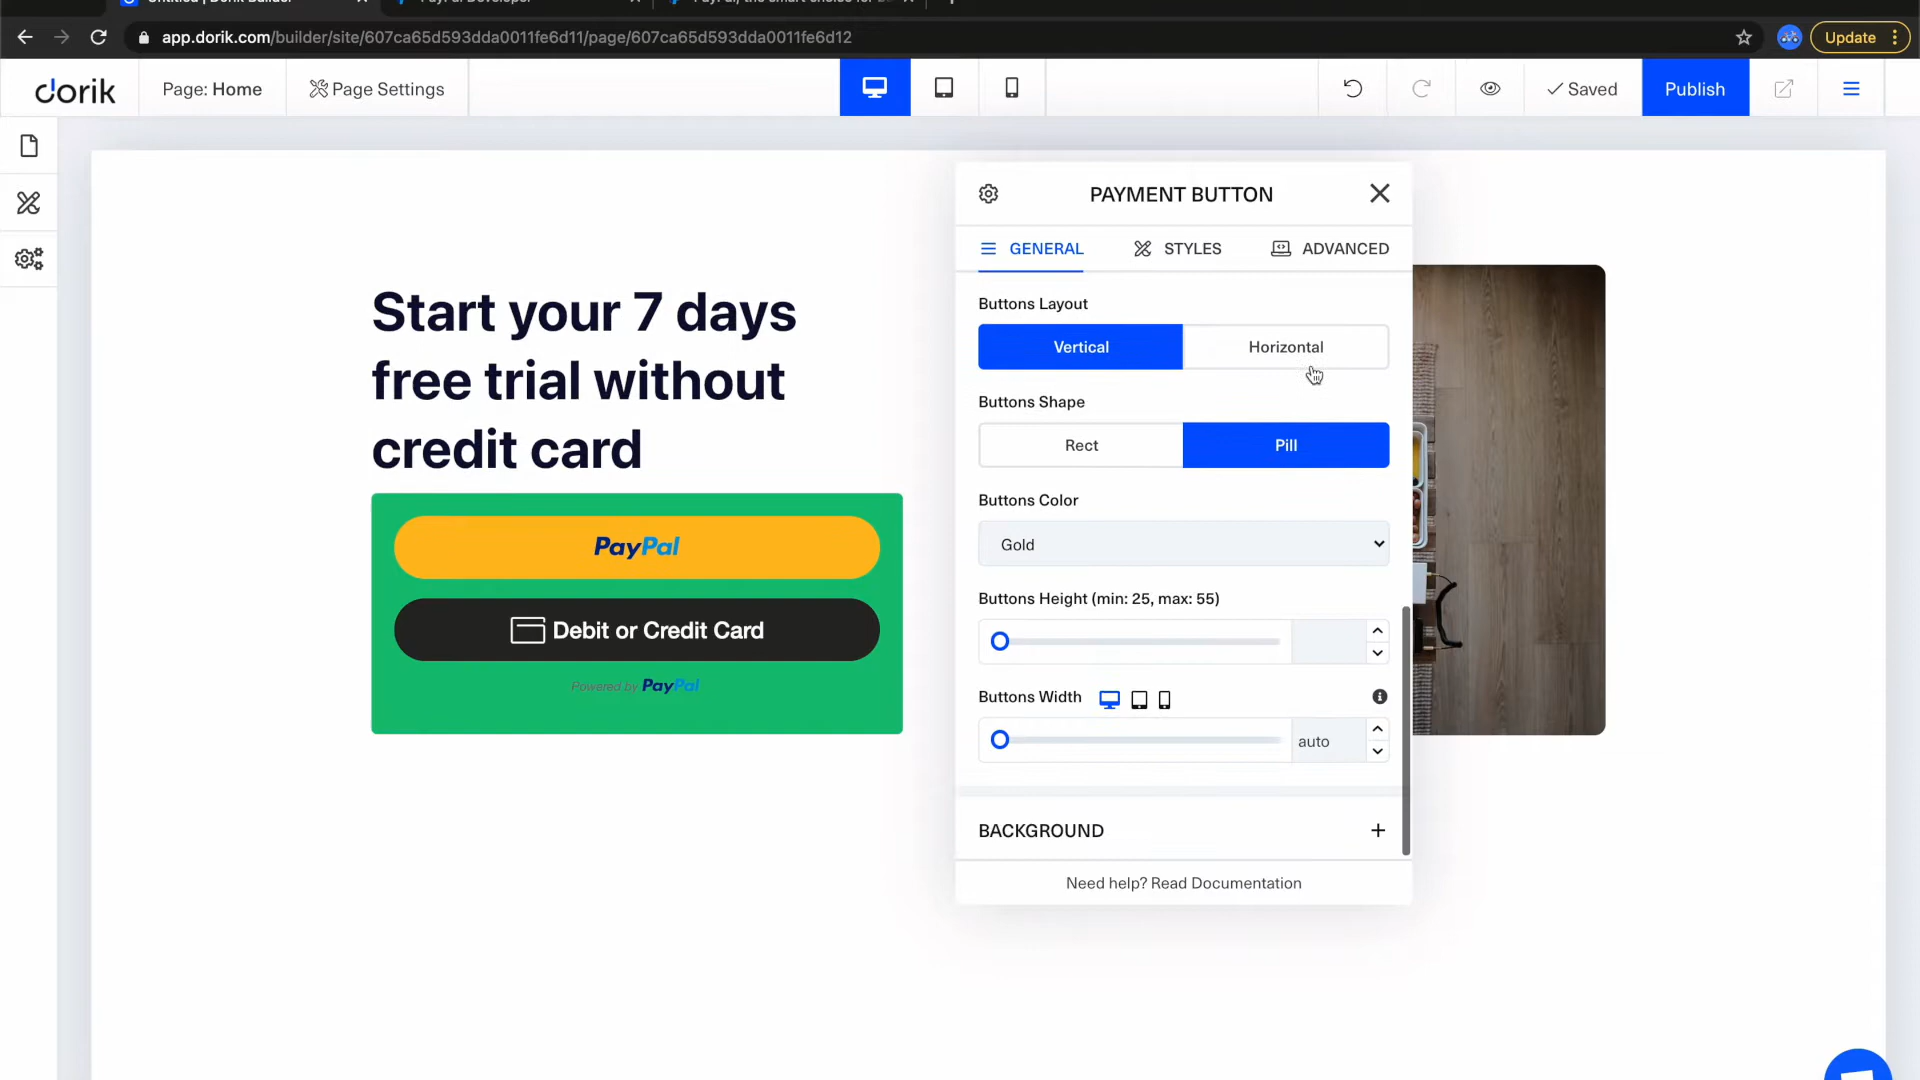 app.dorik.com/builder/site/607ca65d593dda0011fe6d11/page/607ca65d593dda0011fe6d12
Update
dorik
Page: Home
Page Settings
Saved
Publish
PAYMENT BUTTON
GENERAL
STYLES
ADVANCED
Buttons Layout
Vertical
Horizontal
Buttons Shape
Rect
Pill
Buttons Color
Gold
Buttons Height (min: 25, max: 55)
Buttons Width
auto
BACKGROUND
Need help? Read Documentation
Start your 7 days
free trial without
credit card
PayPal
Debit or Credit Card
Powered by PayPal